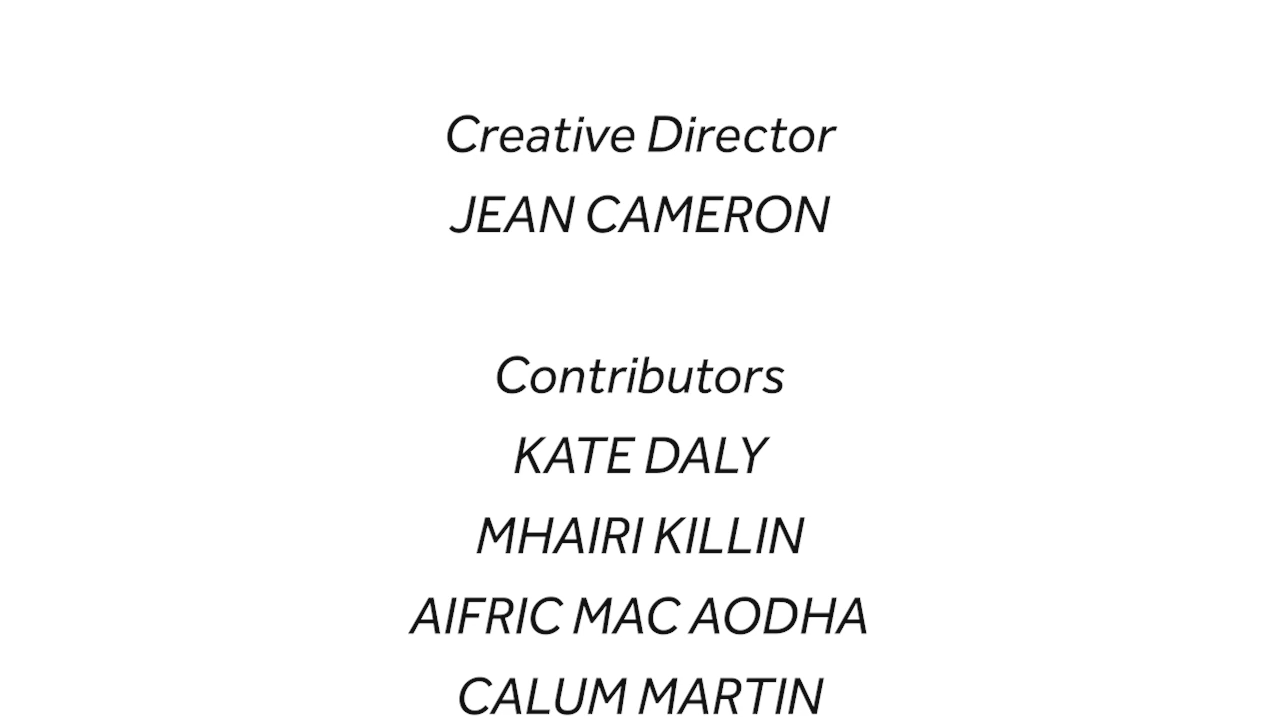 Creative Director
JEAN CAMERON
Contributors
KATE DALY
MHAIRI KILLIN
AIFRIC MAC AODHA
CALUM MARTIN